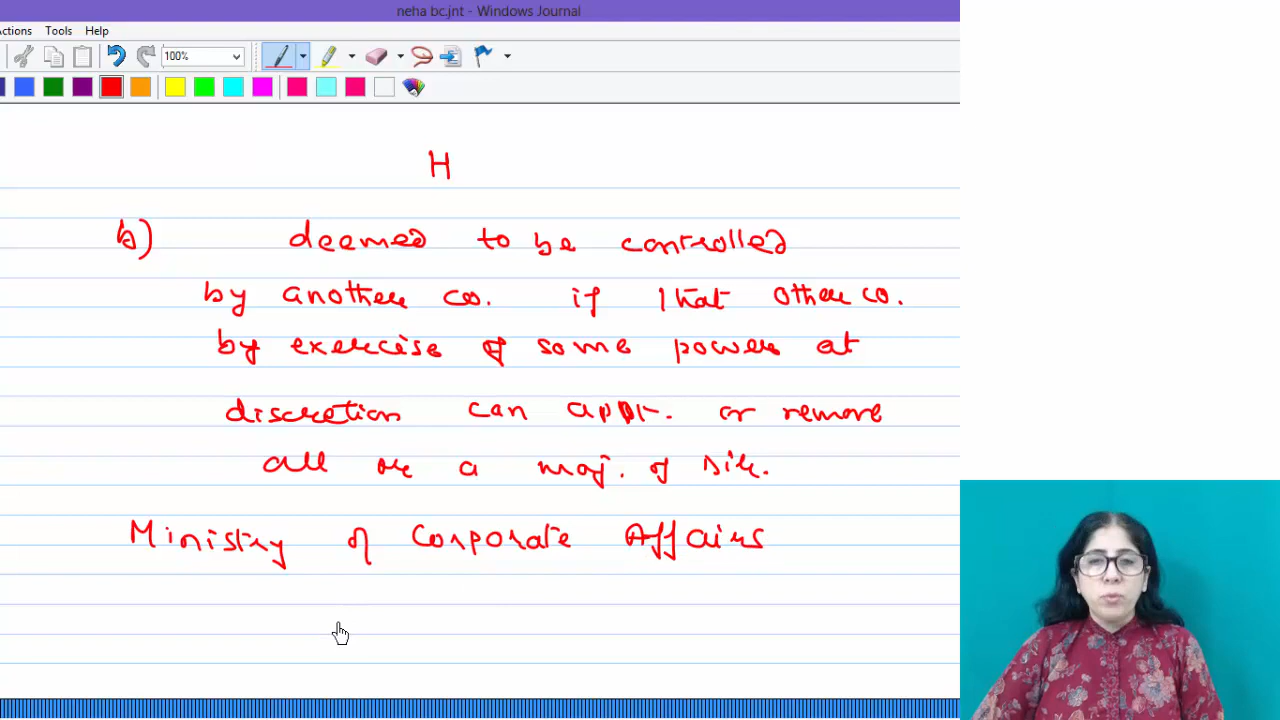 neha bc.jnt - Windows Journal
Actions Tools Help
100%
H
b) deemed to be controlled
by another co. if that other co.
by exercise of some powers at
discretion can appt. or remove
all or a maj. of dir.
Ministry of Corporate Affairs